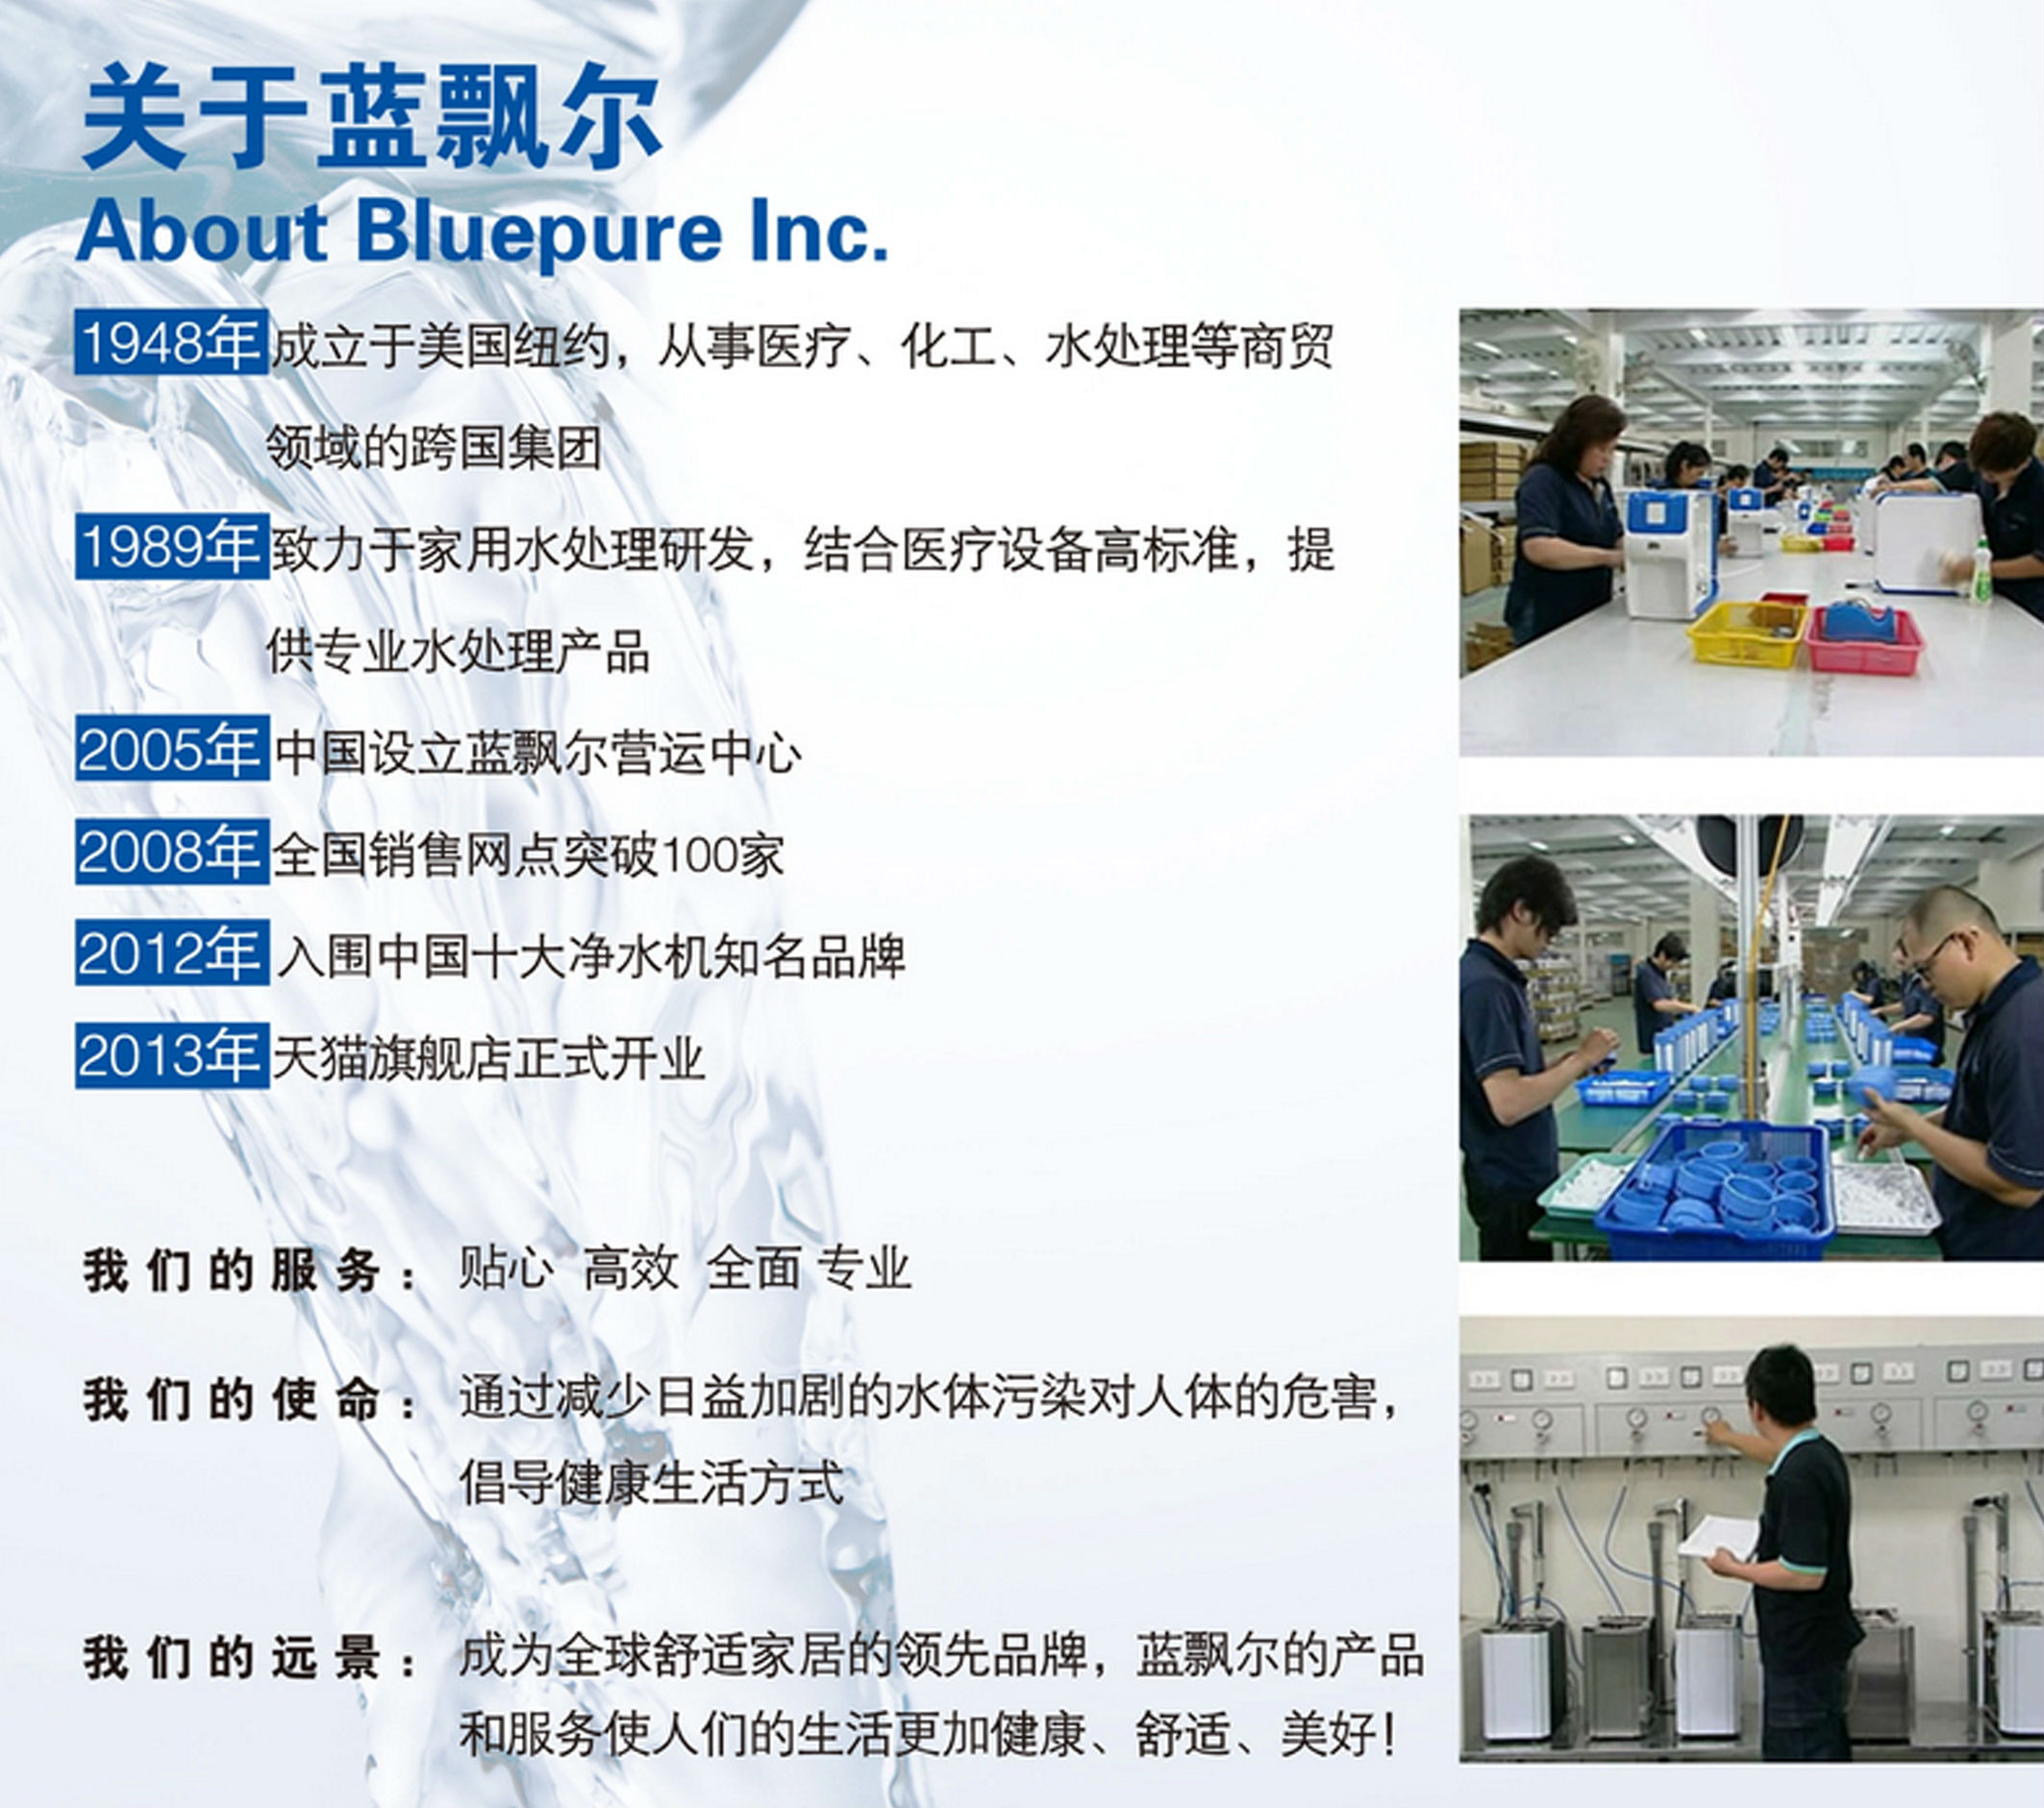 关于蓝飘尔
About Bluepure Inc.
1948年成立于美国纽约，从事医疗、化工、水处理等商贸
领域的跨国集团
1989年致力于家用水处理研发，结合医疗设备高标准，提
供专业水处理产品
2005年中国设立蓝飘尔营运中心
2008年全国销售网点突破100家
2012年入围中国十大净水机知名品牌
2013年天猫旗舰店正式开业
我们的服务：贴心 高效 全面 专业
我们的使命：通过减少日益加剧的水体污染对人体的危害，
倡导健康生活方式
我们的远景：成为全球舒适家居的领先品牌，蓝飘尔的产品
和服务使人们的生活更加健康、舒适、美好！